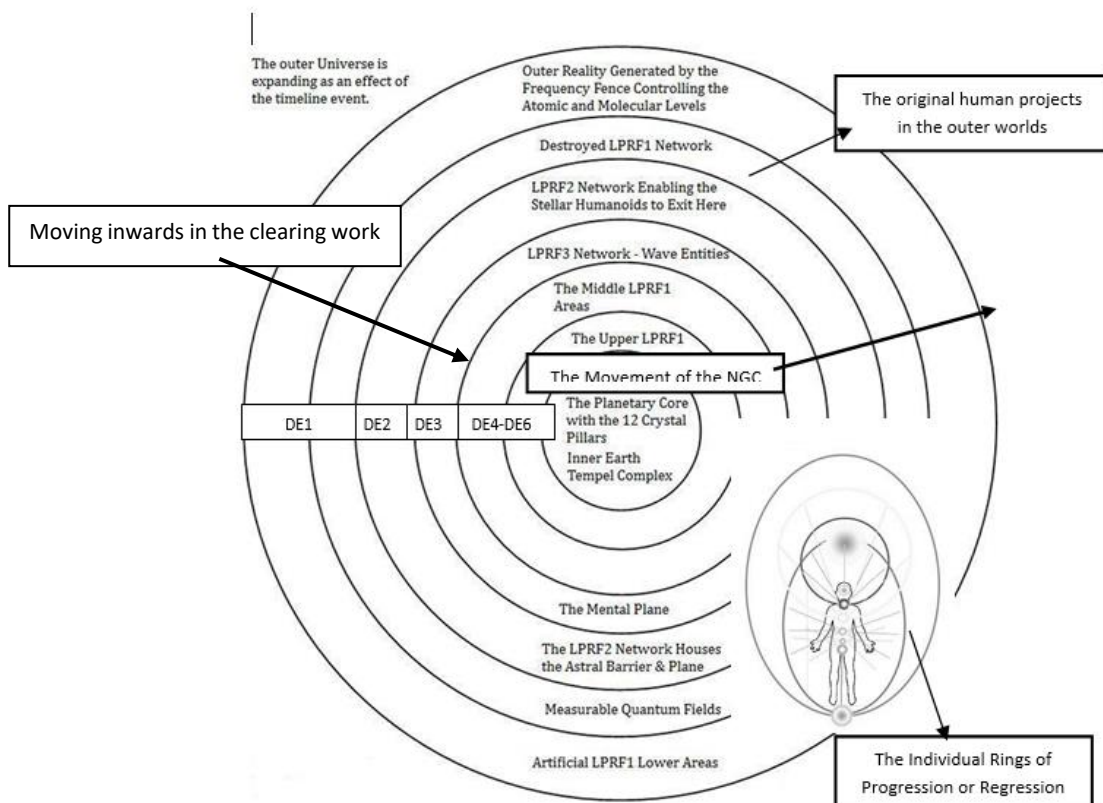 The outer Universe is
expanding as an effect of
the timeline event.
Outer Reality Generated by the
Frequency Fence Controlling the
Atomic and Molecular Levels
The original human projects
in the outer worlds
Destroyed LPRF1 Network
LPRF2 Network Enabling the
Stellar Humanoids to Exit Here
Moving inwards in the clearing work
LPRF3 Network - Wave Entities
The Middle LPRF1
Areas
The Upper LPRF1
The Movement of the NGC
The Planetary Core
with the 12 Crystal
Pillars
Inner Earth
Tempel Complex
DE1
DE2
DE3
DE4-DE6
The Mental Plane
The LPRF2 Network Houses
the Astral Barrier & Plane
Measurable Quantum Fields
Artificial LPRF1 Lower Areas
The Individual Rings of
Progression or Regression